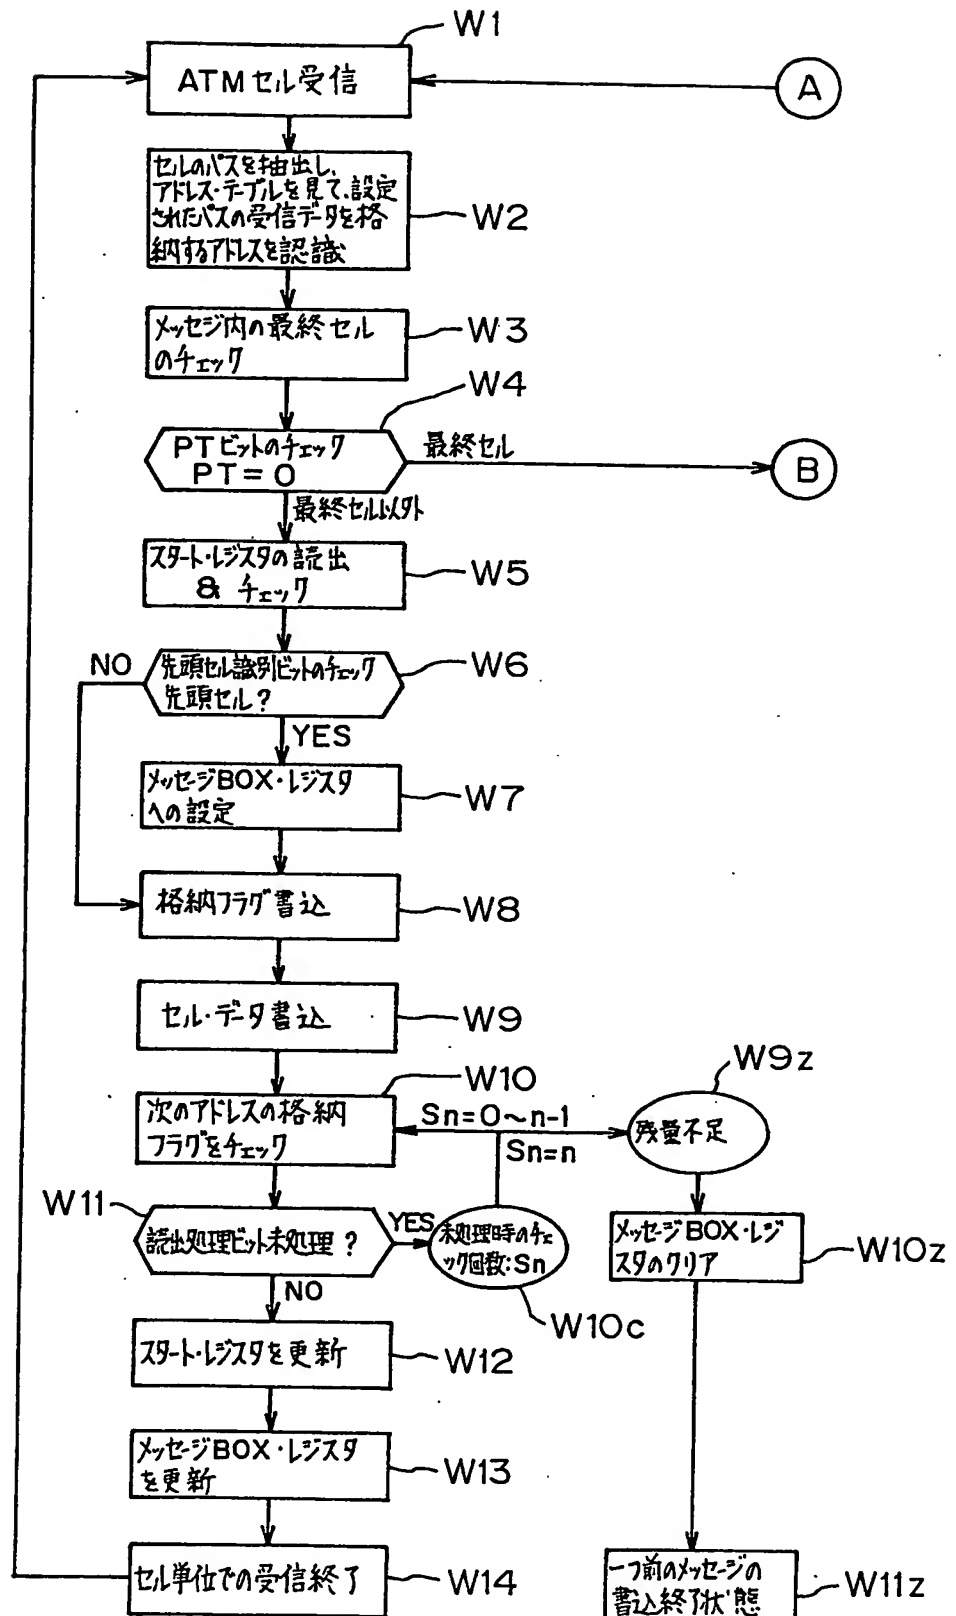 W1
ATMセル受信
A
セルのパスを抽出し、
アドレス・テーブルを見て、設定
されたパスの受信データを格
納するアドレスを認識
W2
メッセージ内の最終セル
のチェック
W3
W4
PTビットのチェック
PT=0
最終セル
B
最終セル以外
スタート・レジスタの読出
& チェック
W5
NO
先頭セル識別ビットのチェック
先頭セル?
W6
YES
メッセージBOX・レジスタ
への設定
W7
格納フラグ書込
W8
セル・データ書込
W9
W10
次のアドレスの格納
フラグをチェック
Sn=0〜n-1
Sn=n
W9z
残量不足
W11
読出処理ビット未処理?
YES
未処理時のチェ
ック回数:Sn
W10c
NO
メッセージBOX・レジ
スタのクリア
W10z
スタート・レジスタを更新
W12
メッセージBOX・レジスタ
を更新
W13
セル単位での受信終了
W14
一つ前のメッセージの
書込終了状態
W11z